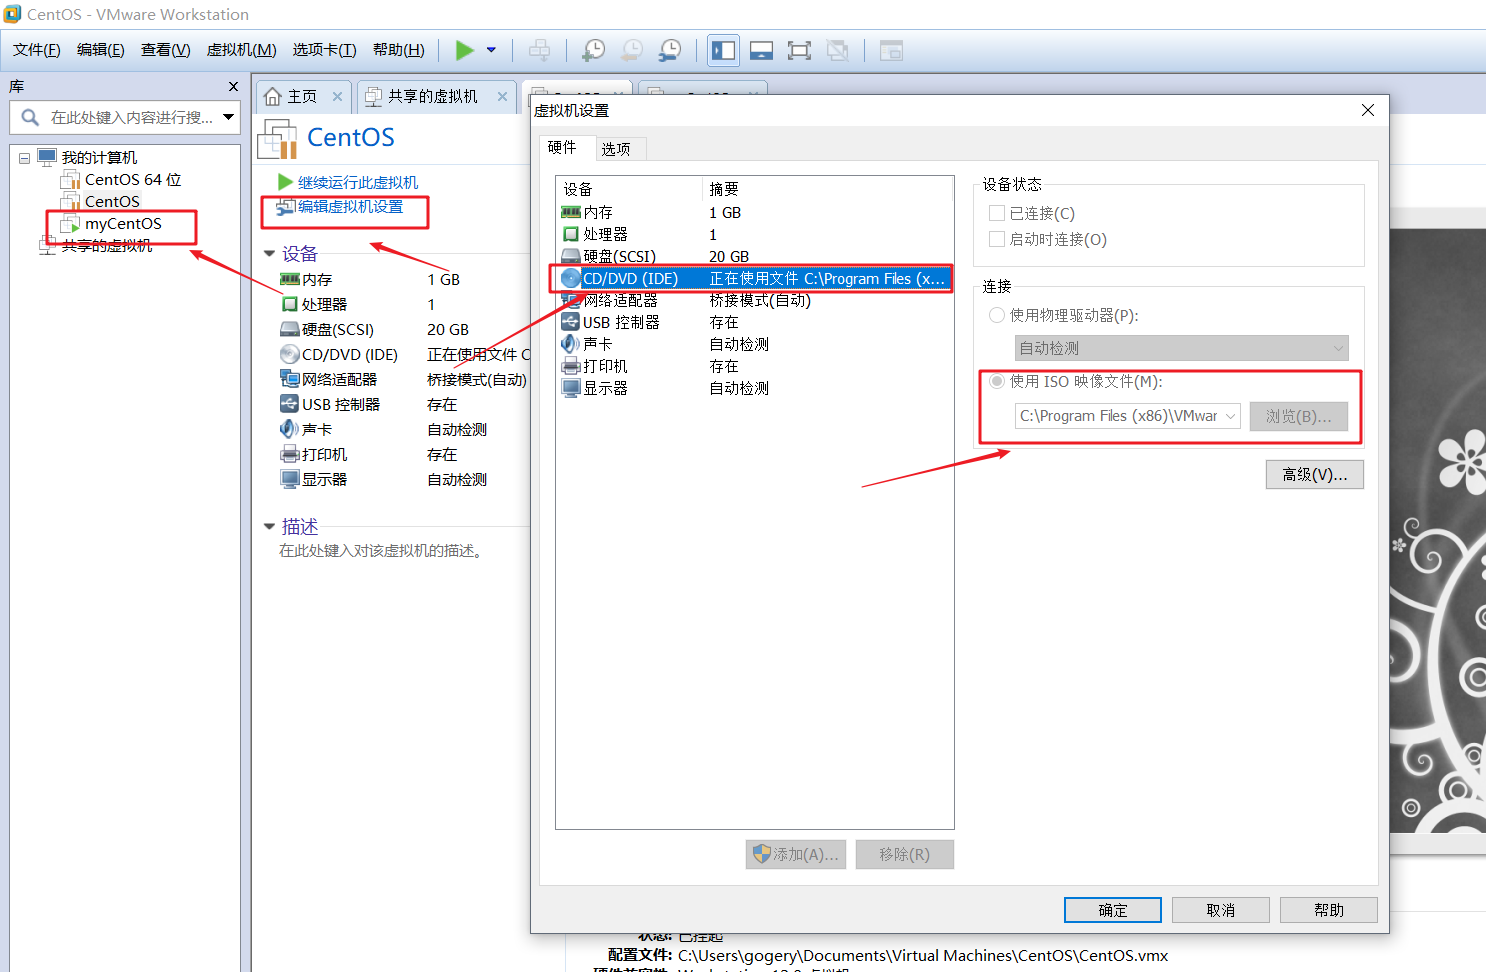 CentOS - VMware Workstation
文件(F) 编辑(E) 查看(V) 虚拟机(M) 选项卡(T) 帮助(H)
库
在此处键入内容进行搜...
我的计算机
CentOS 64 位
CentOS
myCentOS
共享的虚拟机
主页
共享的虚拟机
CentOS
继续运行此虚拟机
编辑虚拟机设置
设备
内存 1 GB
处理器 1
硬盘(SCSI) 20 GB
CD/DVD (IDE) 正在使用文件 C
网络适配器 桥接模式(自动)
USB 控制器 存在
声卡 自动检测
打印机 存在
显示器 自动检测
描述
在此处键入对该虚拟机的描述。
虚拟机设置
硬件 选项
设备 摘要
内存 1 GB
处理器 1
硬盘(SCSI) 20 GB
CD/DVD (IDE) 正在使用文件 C:\Program Files (x...
网络适配器 桥接模式(自动)
USB 控制器 存在
声卡 自动检测
打印机 存在
显示器 自动检测
添加(A)... 移除(R)
设备状态
已连接(C)
启动时连接(O)
连接
使用物理驱动器(P):
自动检测
使用 ISO 映像文件(M):
C:\Program Files (x86)\VMwar 浏览(B)...
高级(V)...
确定 取消 帮助
状态: 已挂起
配置文件: C:\Users\gogery\Documents\Virtual Machines\CentOS\CentOS.vmx